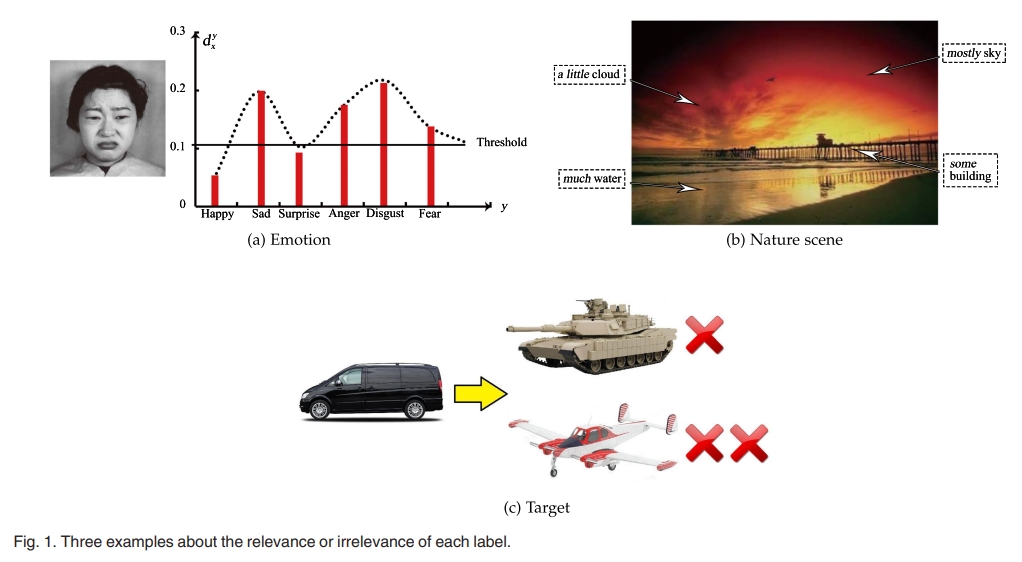 0.3
d_x^y
0.2
0.1
0
Threshold
y
Happy Sad Surprise Anger Disgust Fear
(a) Emotion
a little cloud
mostly sky
much water
some
building
(b) Nature scene
(c) Target
Fig. 1. Three examples about the relevance or irrelevance of each label.